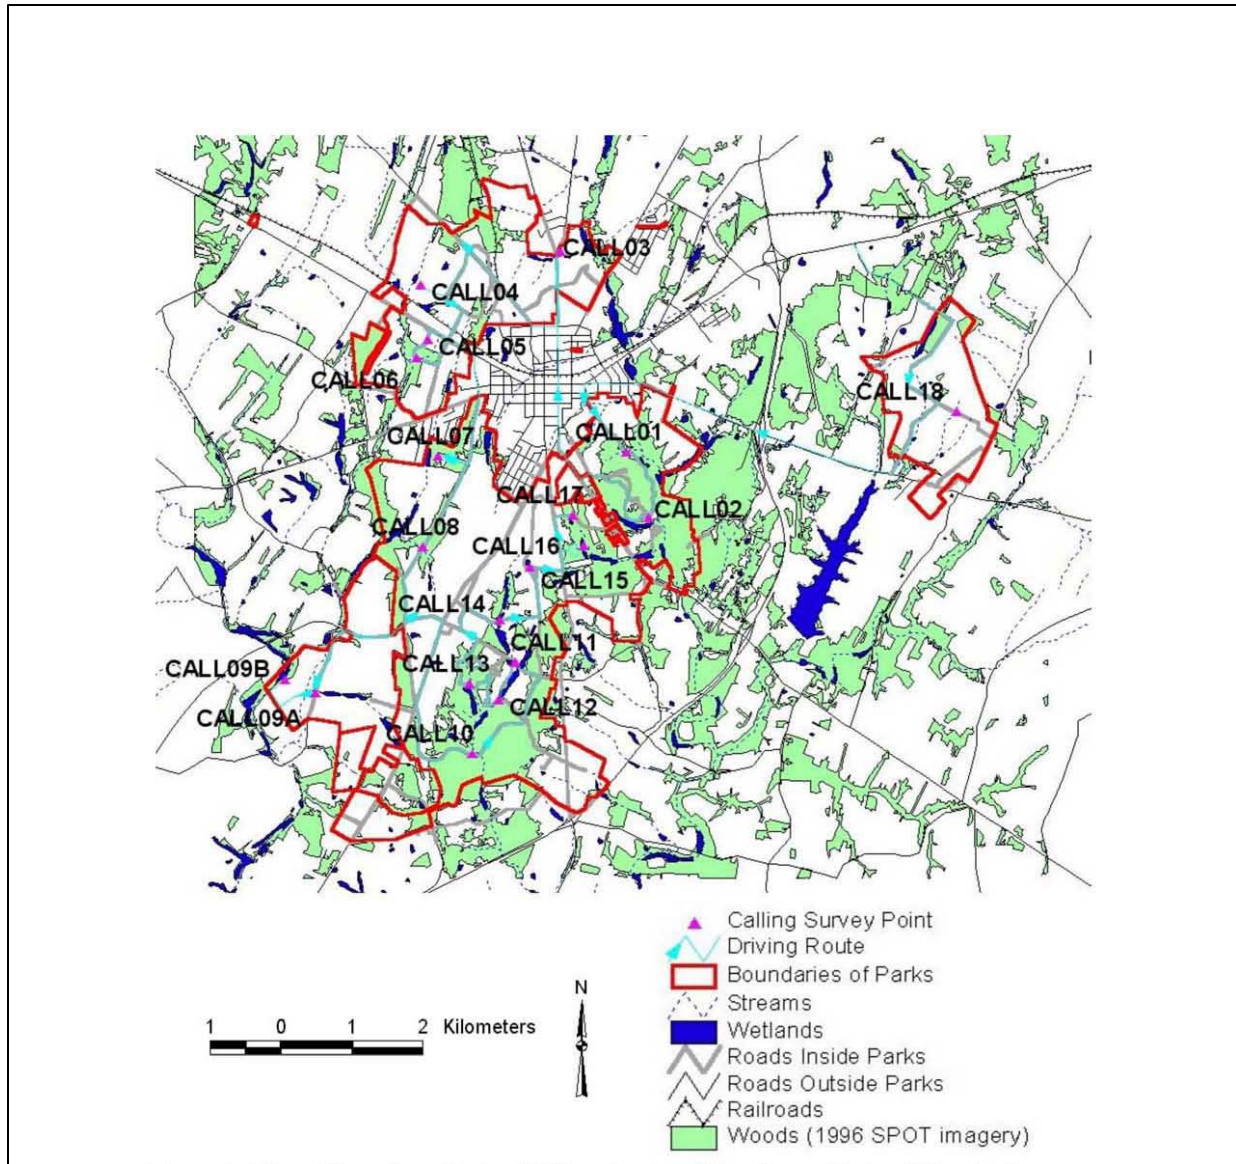 CALL03
CALL04
CALL05
CALL06
CALL18
CALL07
CALL01
CALL17
CALL02
CALL08
CALL16
CALL15
CALL14
CALL11
CALL09B
CALL13
CALL12
CALL09A
CALL10
Calling Survey Point
Driving Route
Boundaries of Parks
Streams
Wetlands
Roads Inside Parks
Roads Outside Parks
Railroads
Woods (1996 SPOT imagery)
N
1 0 1 2 Kilometers